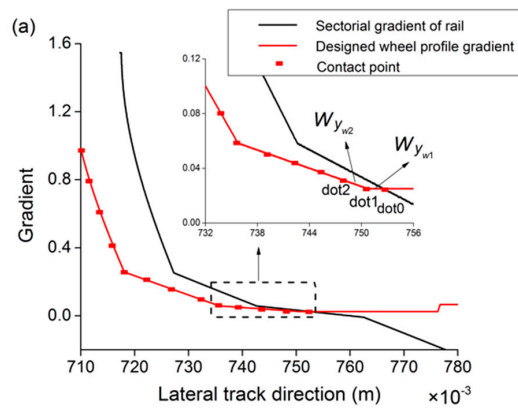 (a)
Sectorial gradient of rail
Designed wheel profile gradient
Contact point
1.6
1.2
0.8
0.4
0.0
Gradient
0.12
0.08
0.04
0.00
732 738 744 750 756
W_{y_{w2}}
W_{y_{w1}}
dot2
dot1
dot0
710 720 730 740 750 760 770 780
Lateral track direction (m) ×10⁻³